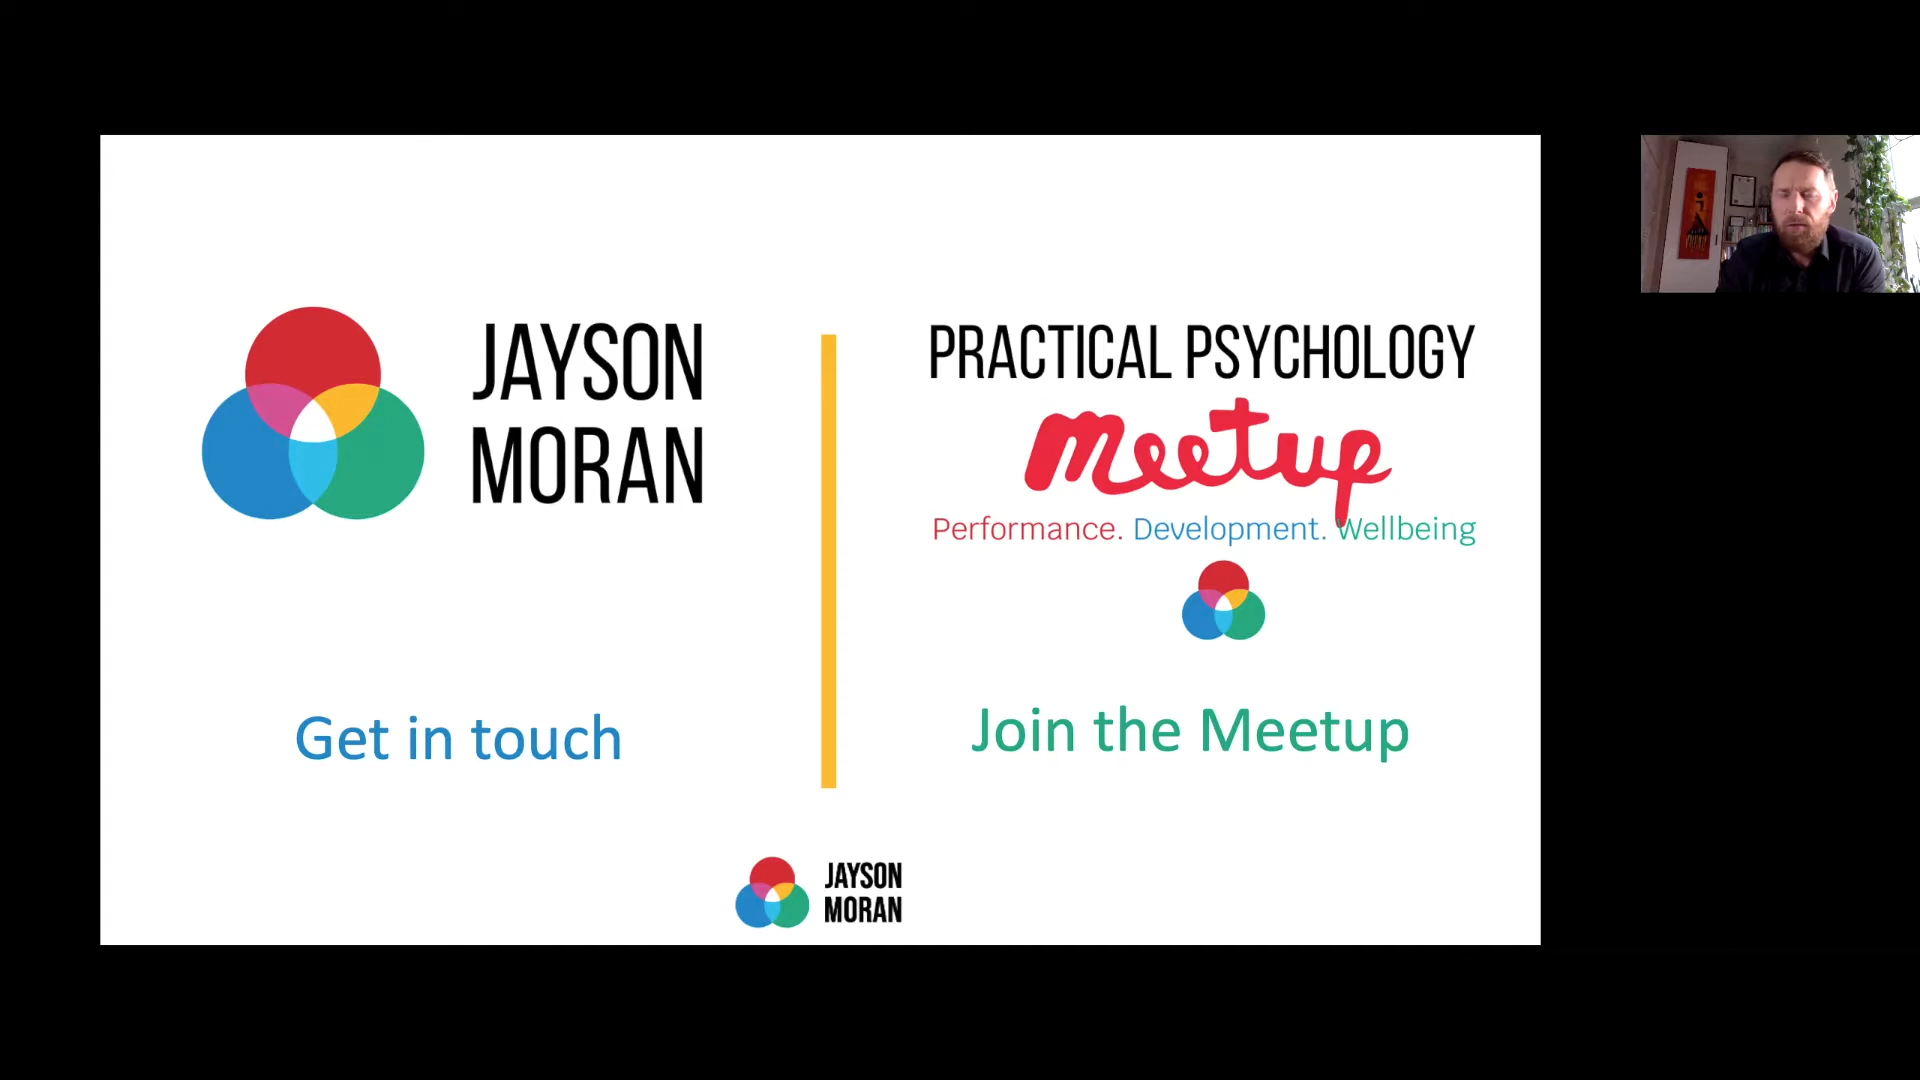 JAYSON
MORAN
Get in touch
PRACTICAL PSYCHOLOGY
Meetup
Performance. Development. Wellbeing
Join the Meetup
JAYSON
MORAN